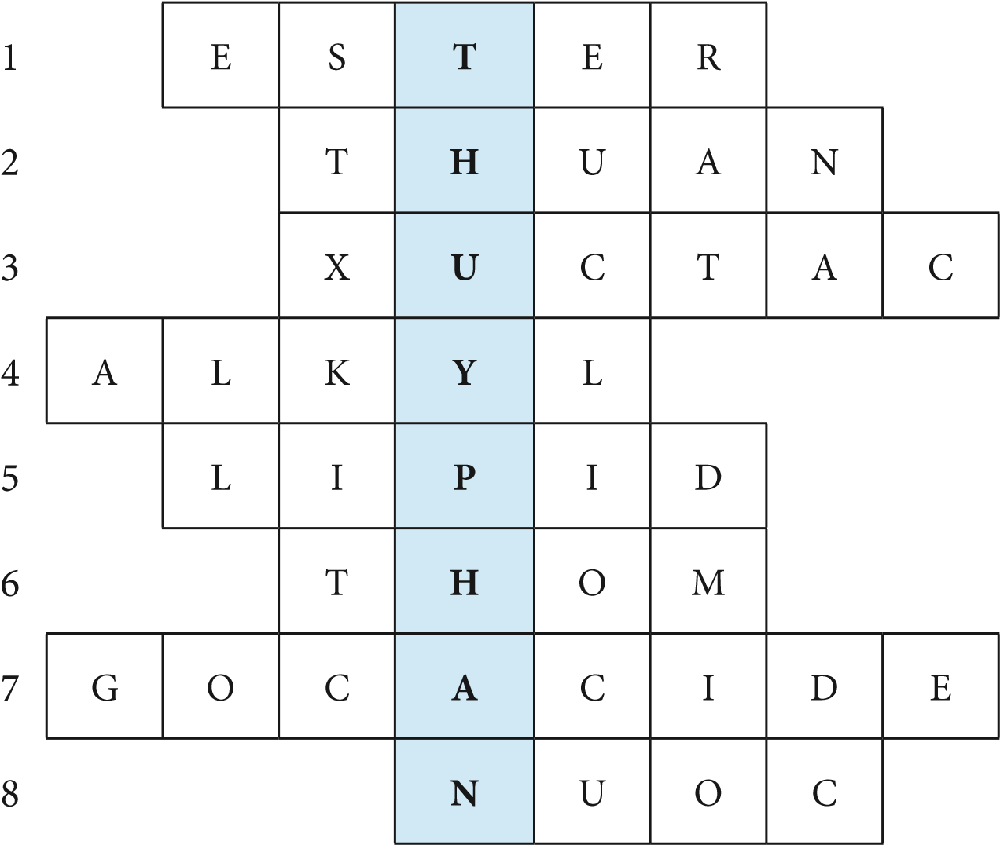 1 E S T E R
2 T H U A N
3 X U C T A C
4 A L K Y L
5 L I P I D
6 T H O M
7 G O C A C I D E
8 N U O C